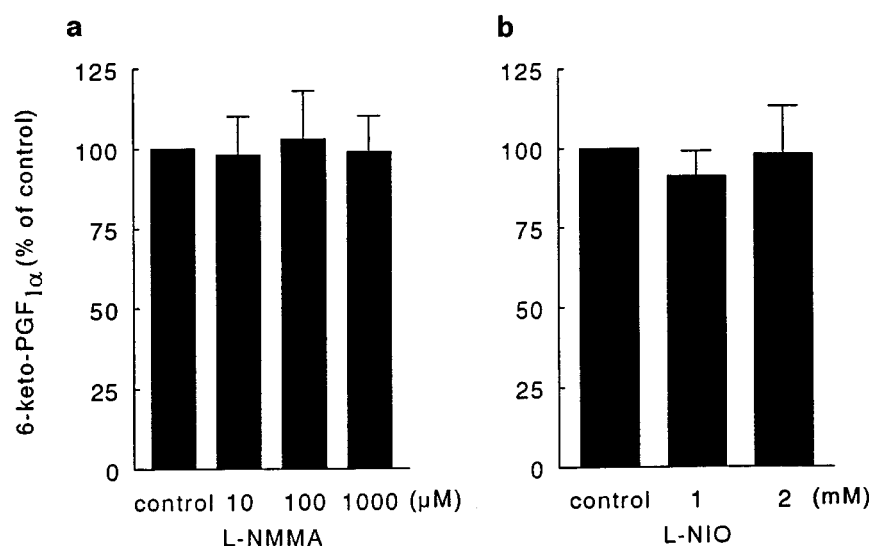 a
6-keto-PGF1α (% of control)
125
100
75
50
25
0
control 10 100 1000 (μM)
L-NMMA
b
125
100
75
50
25
0
control 1 2 (mM)
L-NIO